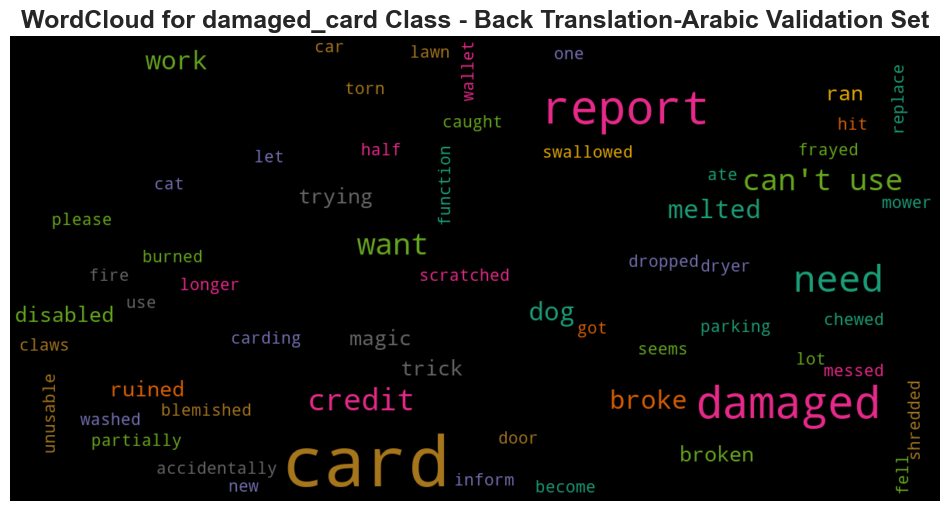 WordCloud for damaged_card Class - Back Translation-Arabic Validation Set
car
lawn
wallet
one
work
torn
report
ran
replace
caught
hit
let
half
function
swallowed
frayed
cat
trying
ate
can't use
please
melted
mower
want
burned
fire
longer
scratched
dropped
dryer
need
use
disabled
dog
got
parking
chewed
claws
carding
magic
seems
lot
trick
messed
unusable
ruined
credit
broke
damaged
shredded
washed
blemished
partially
door
broken
card
accidentally
new
inform
become
fell